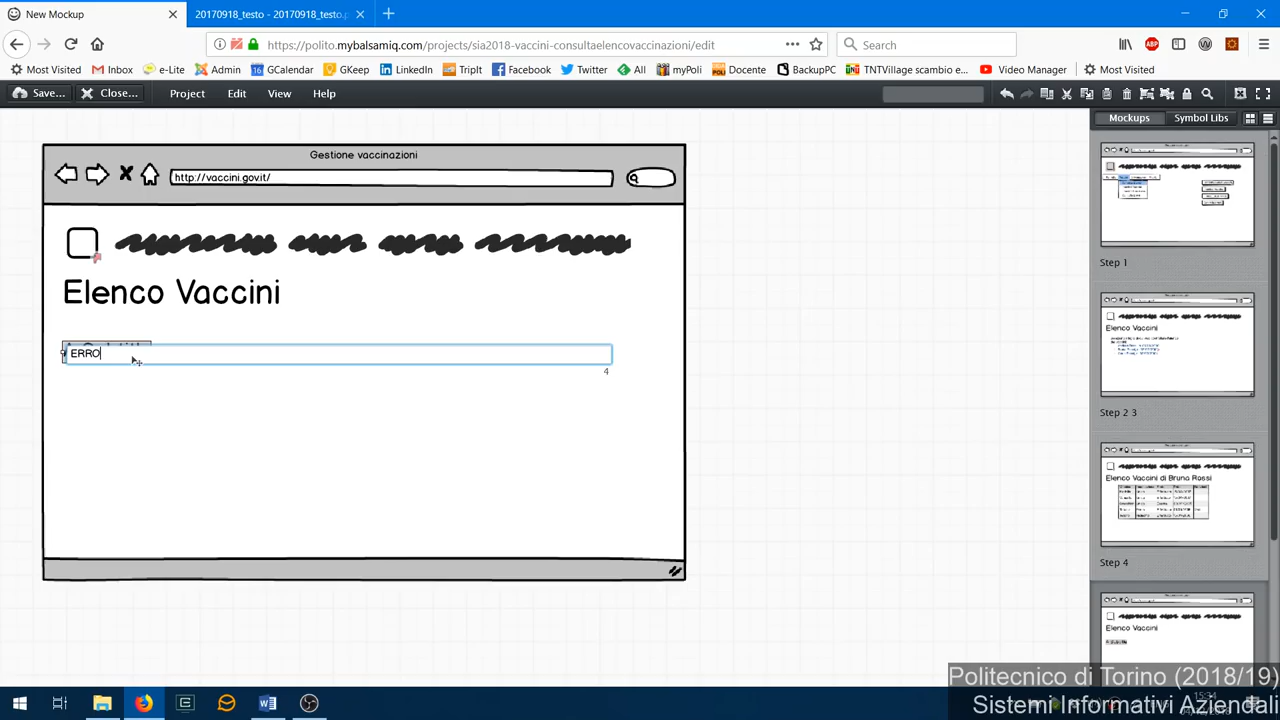 New Mockup
20170918_testo - 20170918_testo.
https://polito.mybalsamiq.com/projects/sia2018-vaccini-consultaelencovaccinazioni/edit
Search
Most Visited
Inbox
e-Lite
Admin
GCalendar
GKeep
LinkedIn
TripIt
Facebook
Twitter
All
myPoli
Docente
BackupPC
TNTVillage scambio e...
Video Manager
Most Visited
Save...
Close...
Project
Edit
View
Help
Mockups
Symbol Libs
Gestione vaccinazioni
http://vaccini.gov.it/
Elenco Vaccini
ERRO
4
Step 1
Elenco Vaccini
Step 2 3
Elenco Vaccini di Bruna Rossi
Step 4
Elenco Vaccini
Politecnico di Torino (2018/19)
Sistemi Informativi Aziendali